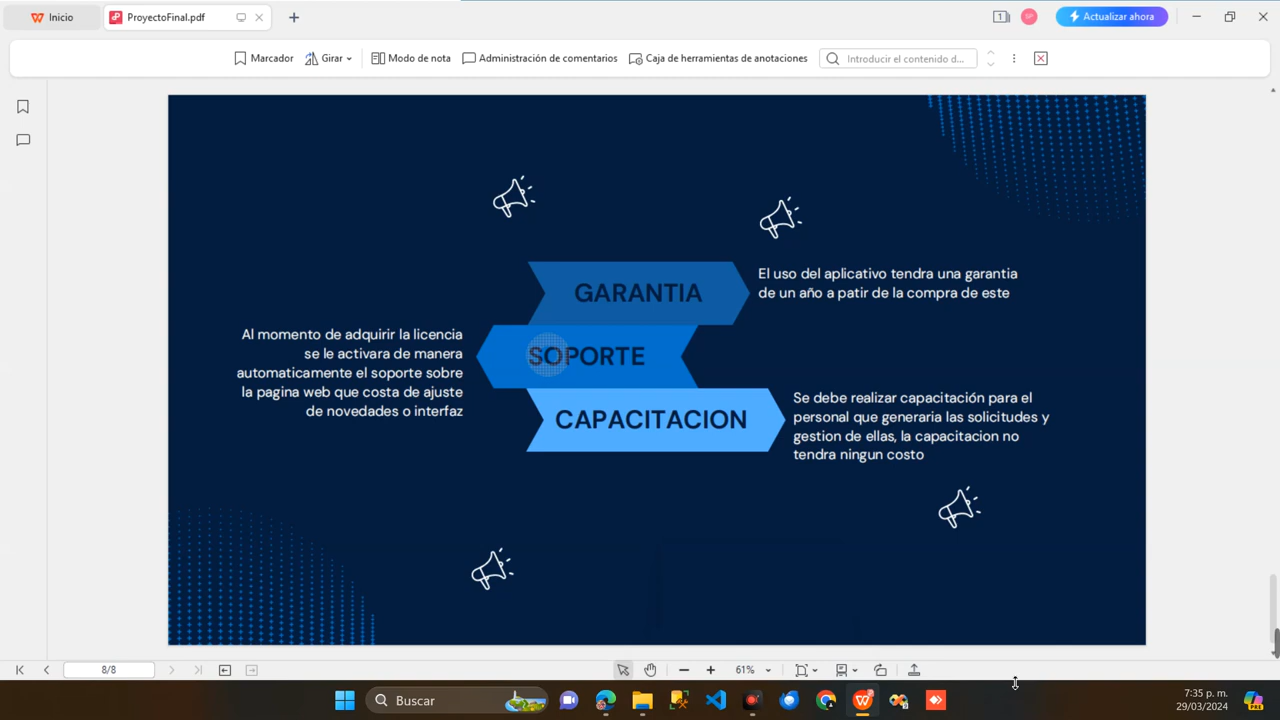 Inicio
ProyectoFinal.pdf
1
SP
Actualizar ahora
Marcador
Girar
Modo de nota
Administración de comentarios
Caja de herramientas de anotaciones
Introducir el contenido d...
GARANTIA
El uso del aplicativo tendra una garantia
de un año a patir de la compra de este
Al momento de adquirir la licencia
se le activara de manera
automaticamente el soporte sobre
la pagina web que costa de ajuste
de novedades o interfaz
SOPORTE
CAPACITACION
Se debe realizar capacitación para el
personal que generaria las solicitudes y
gestion de ellas, la capacitacion no
tendra ningun costo
8/8
61%
Buscar
7:35 p. m.
29/03/2024